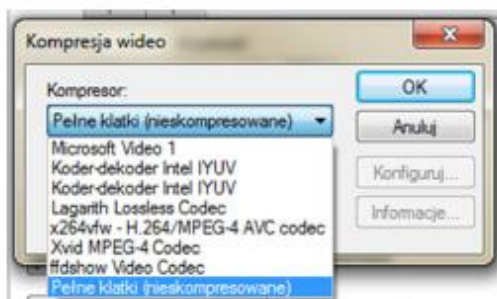 Kompresja wideo
Kompresor:
Pełne klatki (nieskompresowane)
Microsoft Video 1
Koder-dekoder Intel IYUV
Koder-dekoder Intel IYUV
Lagarith Lossless Codec
x264vfw - H.264/MPEG-4 AVC codec
Xvid MPEG-4 Codec
ffdshow Video Codec
Pełne klatki (nieskompresowane)
OK
Anuluj
Konfiguruj...
Informacje...